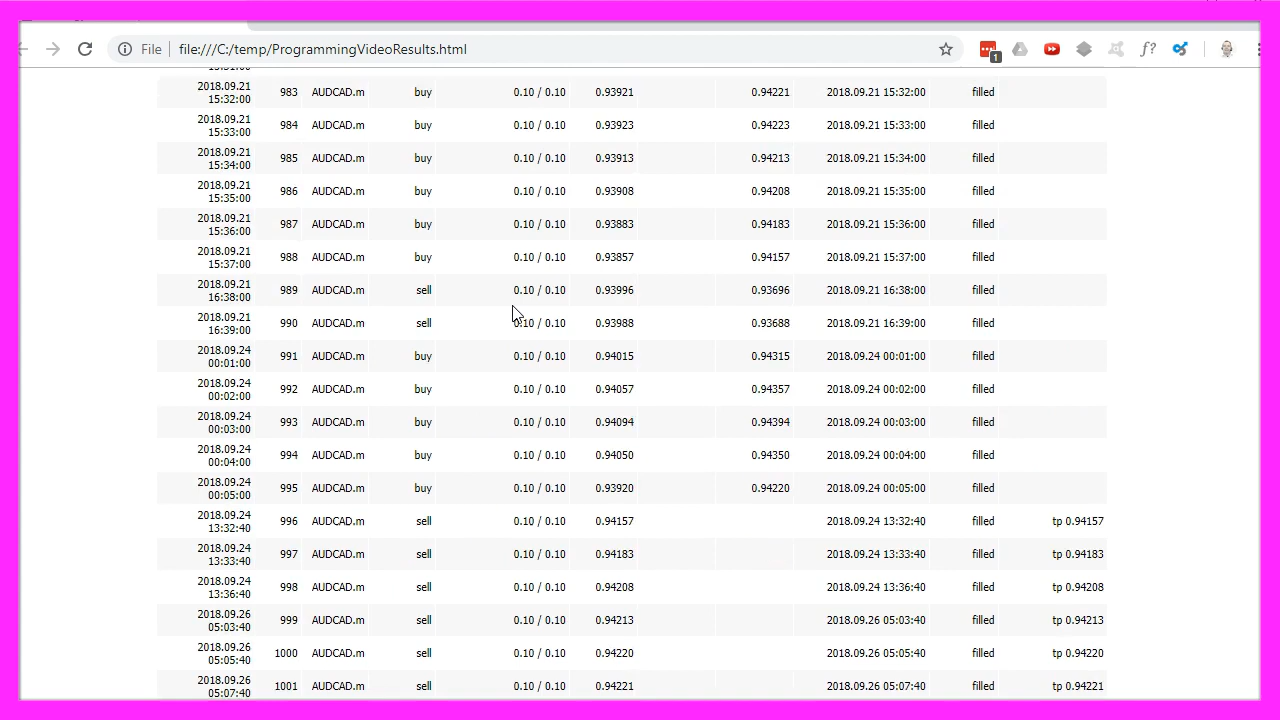 File file:///C:/temp/ProgrammingVideoResults.html f? 1
2018.09.21 983 AUDCAD.m buy 0.10 / 0.10 0.93921 0.94221 2018.09.21 15:32:00 filled
15:32:00
2018.09.21 984 AUDCAD.m buy 0.10 / 0.10 0.93923 0.94223 2018.09.21 15:33:00 filled
15:33:00
2018.09.21 985 AUDCAD.m buy 0.10 / 0.10 0.93913 0.94213 2018.09.21 15:34:00 filled
15:34:00
2018.09.21 986 AUDCAD.m buy 0.10 / 0.10 0.93908 0.94208 2018.09.21 15:35:00 filled
15:35:00
2018.09.21 987 AUDCAD.m buy 0.10 / 0.10 0.93883 0.94183 2018.09.21 15:36:00 filled
15:36:00
2018.09.21 988 AUDCAD.m buy 0.10 / 0.10 0.93857 0.94157 2018.09.21 15:37:00 filled
15:37:00
2018.09.21 989 AUDCAD.m sell 0.10 / 0.10 0.93996 0.93696 2018.09.21 16:38:00 filled
16:38:00
2018.09.21 990 AUDCAD.m sell 0.10 / 0.10 0.93988 0.93688 2018.09.21 16:39:00 filled
16:39:00
2018.09.24 991 AUDCAD.m buy 0.10 / 0.10 0.94015 0.94315 2018.09.24 00:01:00 filled
00:01:00
2018.09.24 992 AUDCAD.m buy 0.10 / 0.10 0.94057 0.94357 2018.09.24 00:02:00 filled
00:02:00
2018.09.24 993 AUDCAD.m buy 0.10 / 0.10 0.94094 0.94394 2018.09.24 00:03:00 filled
00:03:00
2018.09.24 994 AUDCAD.m buy 0.10 / 0.10 0.94050 0.94350 2018.09.24 00:04:00 filled
00:04:00
2018.09.24 995 AUDCAD.m buy 0.10 / 0.10 0.93920 0.94220 2018.09.24 00:05:00 filled
00:05:00
2018.09.24 996 AUDCAD.m sell 0.10 / 0.10 0.94157 2018.09.24 13:32:40 filled tp 0.94157
13:32:40
2018.09.24 997 AUDCAD.m sell 0.10 / 0.10 0.94183 2018.09.24 13:33:40 filled tp 0.94183
13:33:40
2018.09.24 998 AUDCAD.m sell 0.10 / 0.10 0.94208 2018.09.24 13:36:40 filled tp 0.94208
13:36:40
2018.09.26 999 AUDCAD.m sell 0.10 / 0.10 0.94213 2018.09.26 05:03:40 filled tp 0.94213
05:03:40
2018.09.26 1000 AUDCAD.m sell 0.10 / 0.10 0.94220 2018.09.26 05:05:40 filled tp 0.94220
05:05:40
2018.09.26 1001 AUDCAD.m sell 0.10 / 0.10 0.94221 2018.09.26 05:07:40 filled tp 0.94221
05:07:40